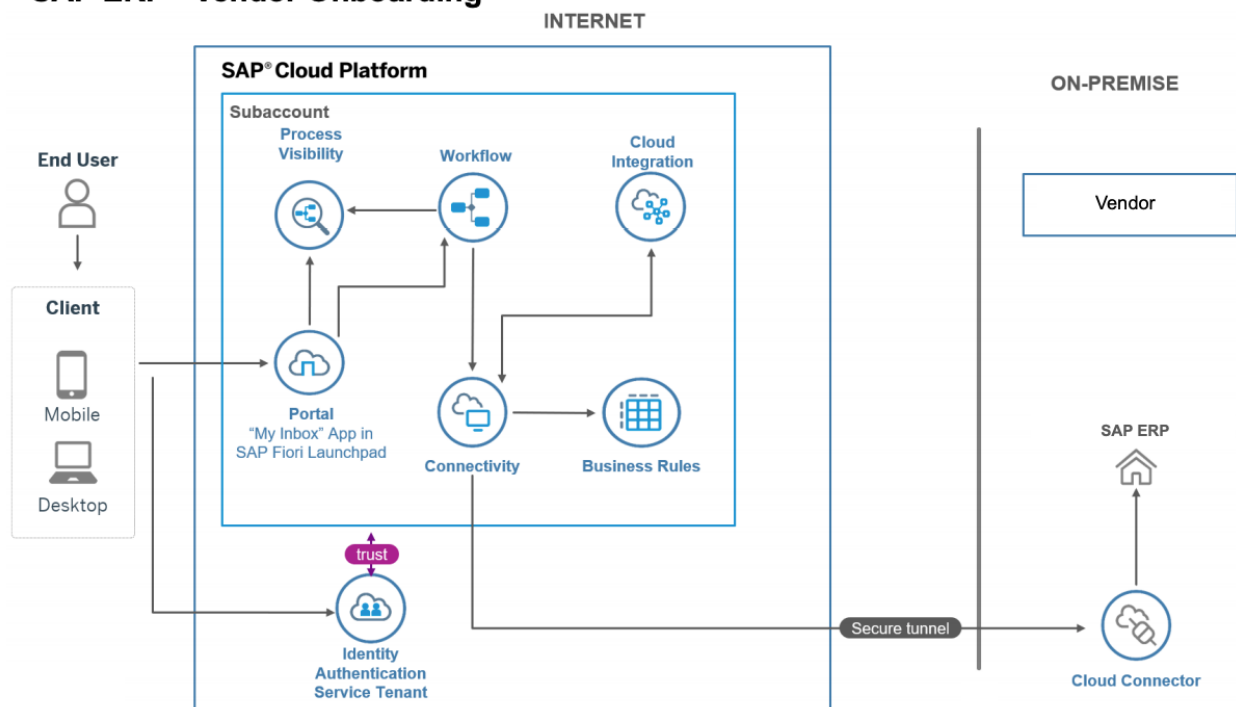 INTERNET
SAP® Cloud Platform
ON-PREMISE
Subaccount
Process
Visibility
Workflow
Cloud
Integration
End User
Vendor
Client
Mobile
Desktop
Portal
"My Inbox" App in
SAP Fiori Launchpad
Connectivity
Business Rules
SAP ERP
trust
Identity
Authentication
Service Tenant
Secure tunnel
Cloud Connector